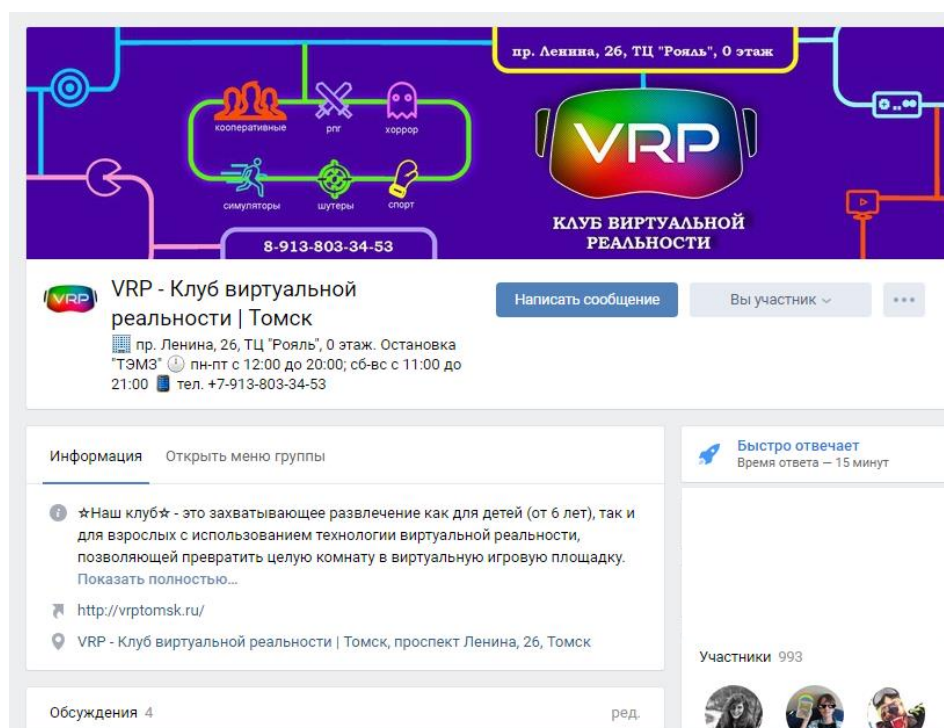 пр. Ленина, 26, ТЦ "Рояль", 0 этаж
кооперативные
рпг
хоррор
симуляторы
шутеры
спорт
8-913-803-34-53
VRP
КЛУБ ВИРТУАЛЬНОЙ
РЕАЛЬНОСТИ
VRP
VRP - Клуб виртуальной
реальности | Томск
пр. Ленина, 26, ТЦ "Рояль", 0 этаж. Остановка
"ТЭМЗ" пн-пт с 12:00 до 20:00; сб-вс с 11:00 до
21:00 тел. +7-913-803-34-53
Написать сообщение
Вы участник
Информация Открыть меню группы
☆Наш клуб☆ - это захватывающее развлечение как для детей (от 6 лет), так и
для взрослых с использованием технологии виртуальной реальности,
позволяющей превратить целую комнату в виртуальную игровую площадку.
Показать полностью...
http://vrptomsk.ru/
VRP - Клуб виртуальной реальности | Томск, проспект Ленина, 26, Томск
Быстро отвечает
Время ответа — 15 минут
Участники 993
Обсуждения 4
ред.